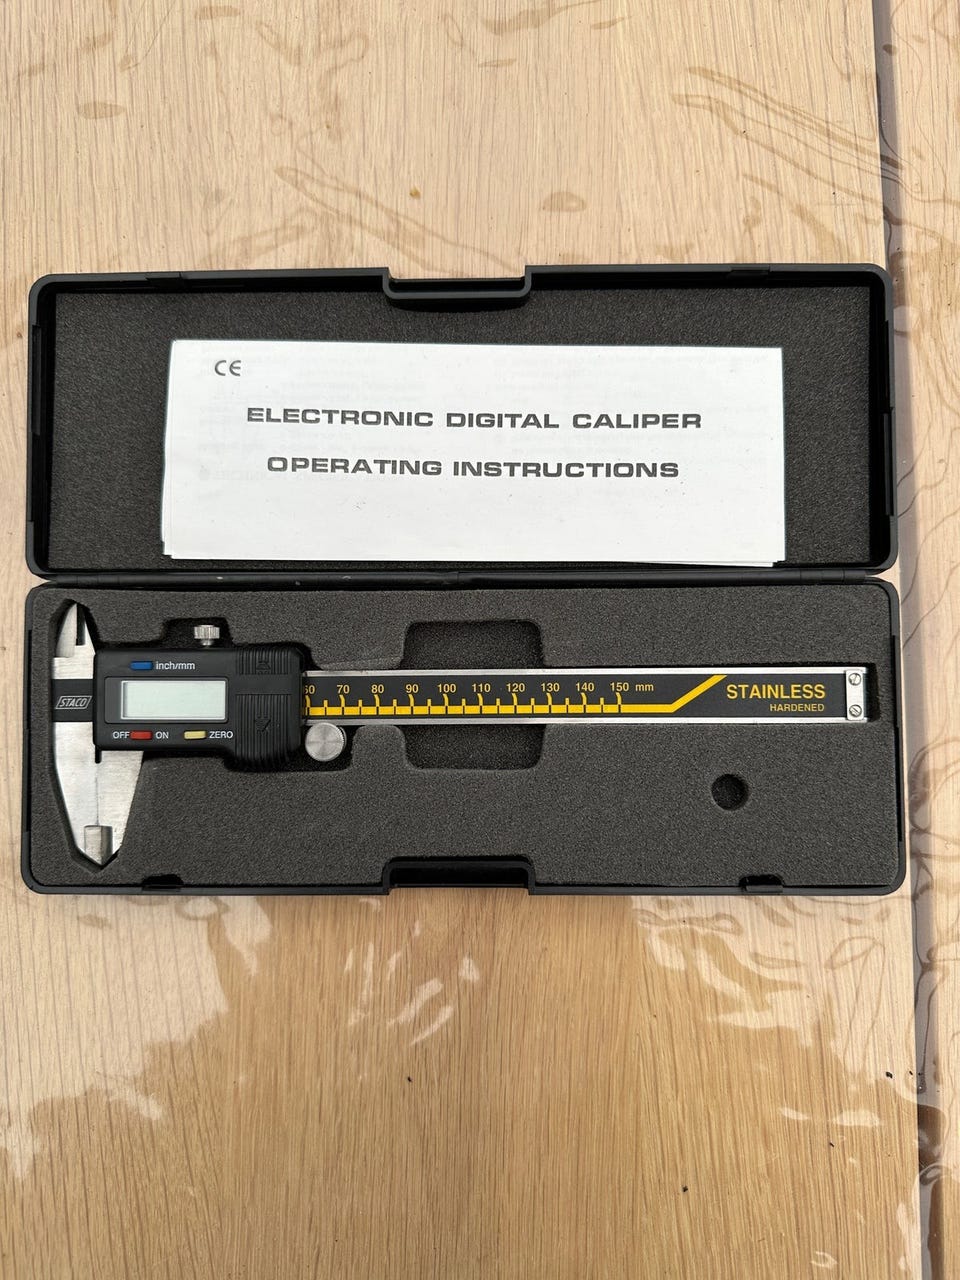 CE
ELECTRONIC DIGITAL CALIPER
OPERATING INSTRUCTIONS
inch/mm
STACO
OFF ON ZERO
60 70 80 90 100 110 120 130 140 150 mm
STAINLESS
HARDENED